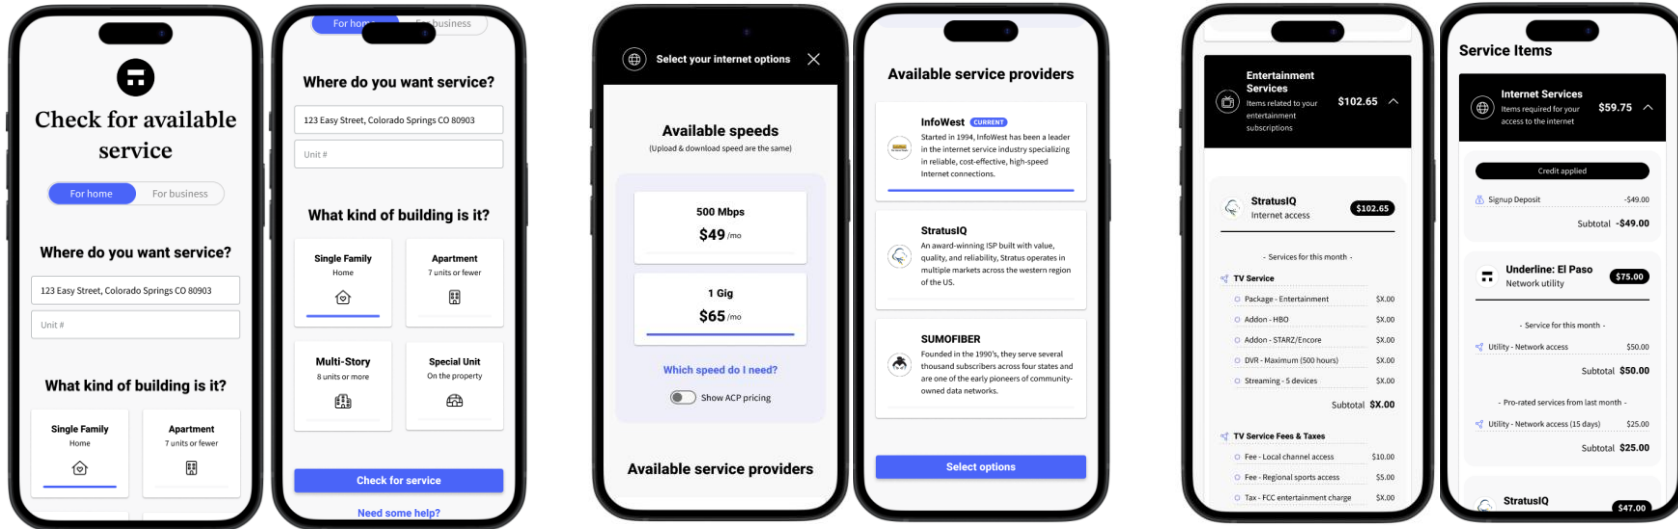 Check for available
service
For home
For business
Where do you want service?
123 Easy Street, Colorado Springs CO 80903
Unit #
What kind of building is it?
Single Family
Home
Apartment
7 units or fewer
For home
For business
Where do you want service?
123 Easy Street, Colorado Springs CO 80903
Unit #
What kind of building is it?
Single Family
Home
Apartment
7 units or fewer
Multi-Story
8 units or more
Special Unit
On the property
Check for service
Need some help?
Select your internet options
Available speeds
(Upload & download speed are the same)
500 Mbps
$49 /mo
1 Gig
$65 /mo
Which speed do I need?
Show ACP pricing
Available service providers
Available service providers
InfoWest CURRENT
Started in 1994, InfoWest has been a leader
in the internet service industry specializing
in reliable, cost-effective, high-speed
Internet connections.
StratusIQ
An award-winning ISP built with value,
quality, and reliability, Stratus operates in
multiple markets across the western region
of the US.
SUMOFIBER
Founded in the 1990's, they serve several
thousand subscribers across four states and
are one of the early pioneers of community-
owned data networks.
Select options
Entertainment
Services
Items related to your
entertainment
subscriptions
$102.65
StratusIQ
Internet access
$102.65
- Services for this month -
TV Service
Package - Entertainment $X.00
Addon - HBO $X.00
Addon - STARZ/Encore $X.00
DVR - Maximum (500 hours) $X.00
Streaming - 5 devices $X.00
Subtotal $X.00
TV Service Fees & Taxes
Fee - Local channel access $10.00
Fee - Regional sports access $5.00
Tax - FCC entertainment charge $X.00
Service Items
Internet Services
Items required for your
access to the internet
$59.75
Credit applied
Signup Deposit -$49.00
Subtotal -$49.00
Underline: El Paso
Network utility
$75.00
- Service for this month -
Utility - Network access $50.00
Subtotal $50.00
- Pro-rated services from last month -
Utility - Network access (15 days) $25.00
Subtotal $25.00
StratusIQ
$47.00